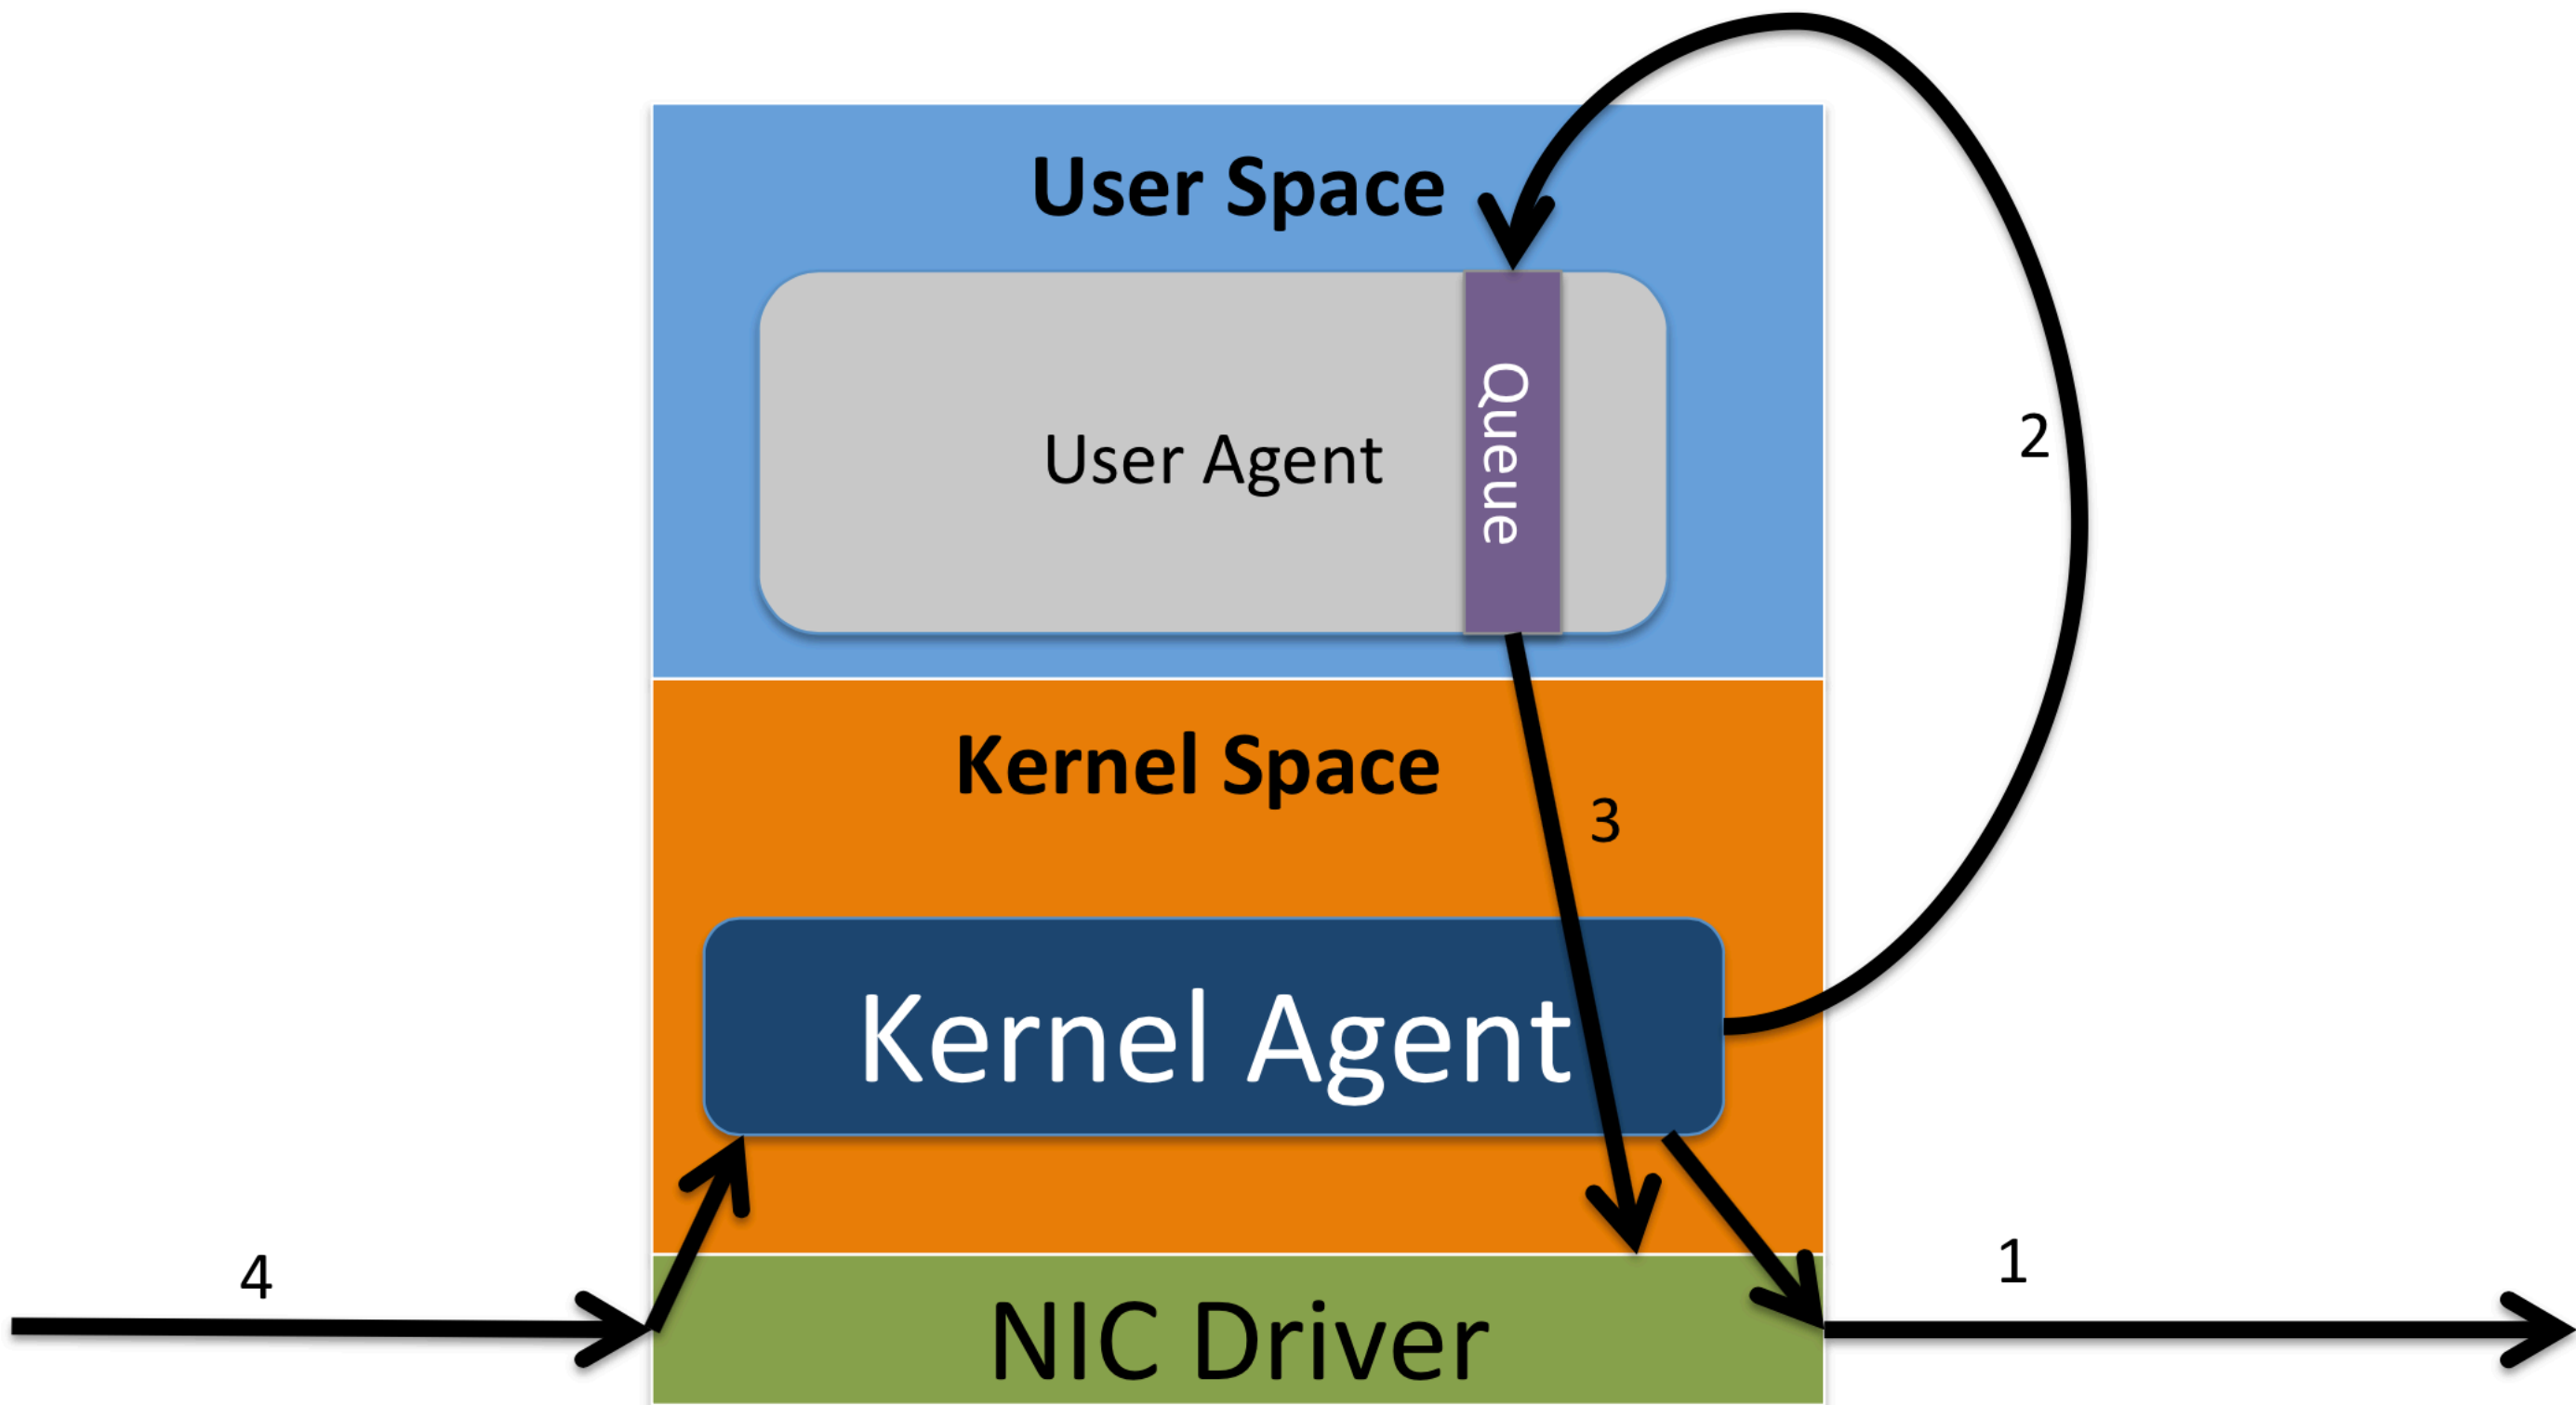 User Space
User Agent
Queue
2
Kernel Space
3
Kernel Agent
4
1
NIC Driver